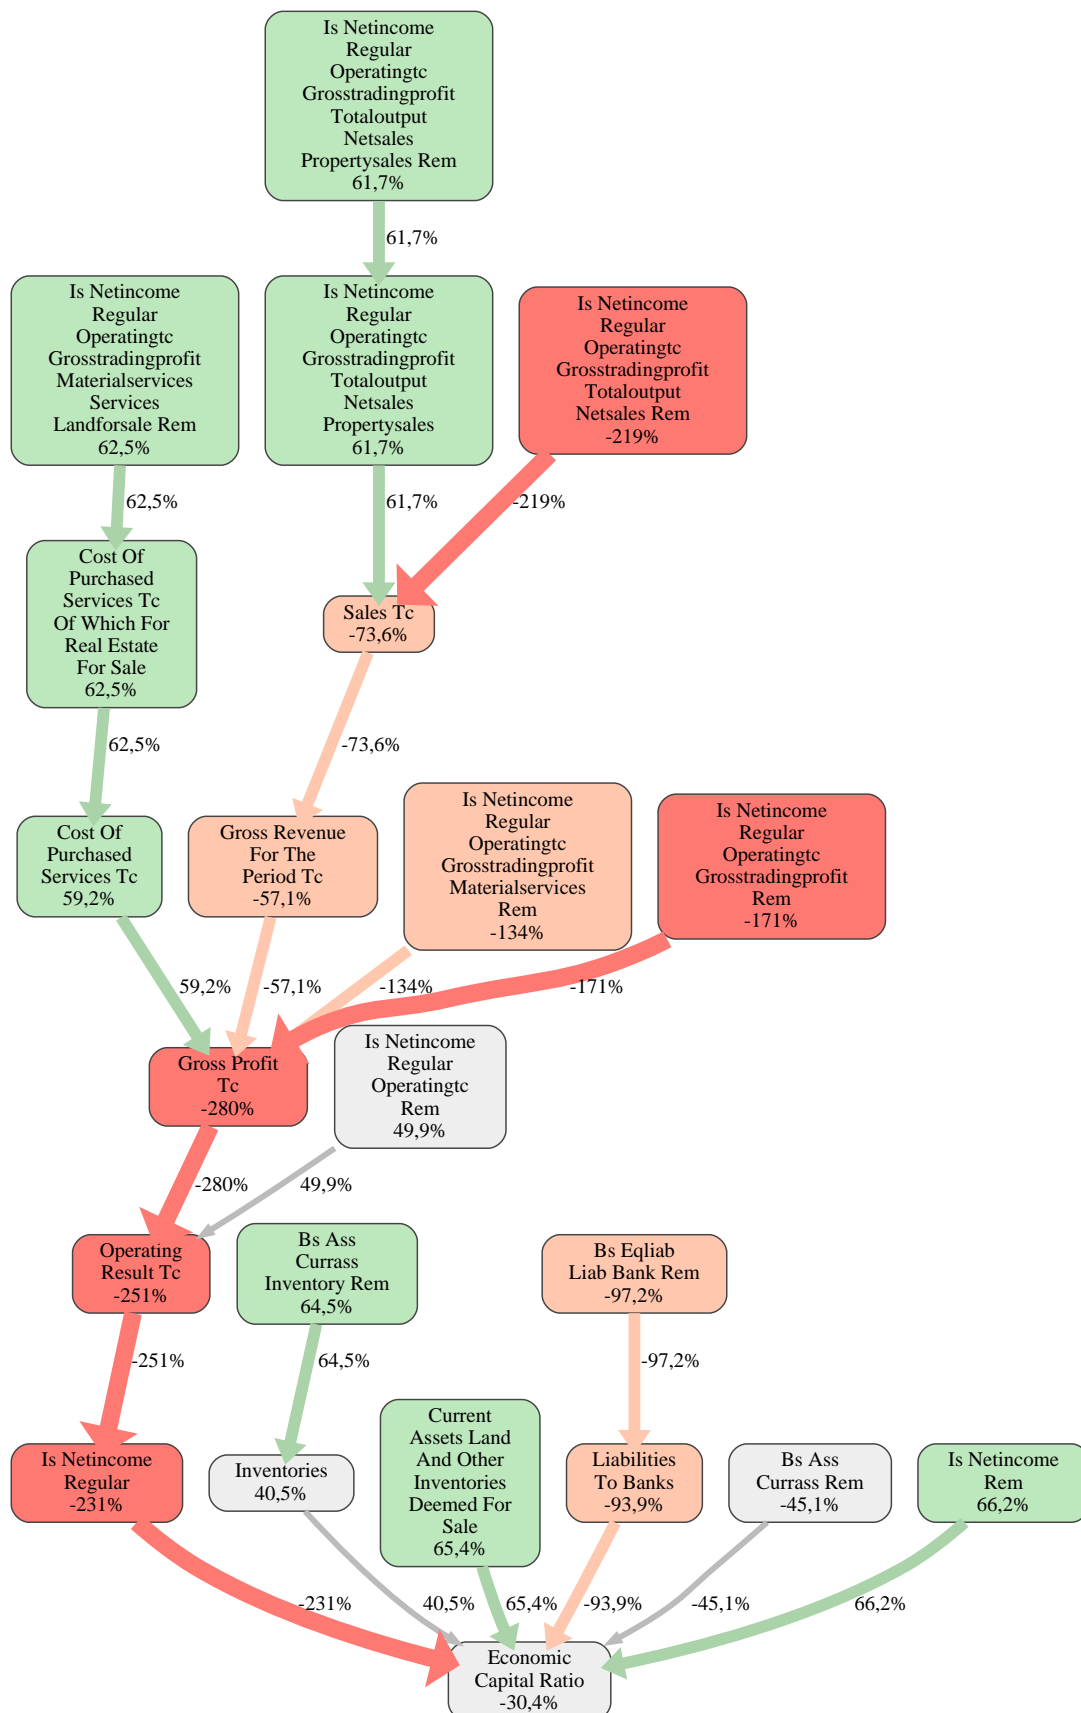 Is Netincome
Regular
Operatingtc
Grosstradingprofit
Totaloutput
Netsales
Propertysales Rem
61,7%
61,7%
Is Netincome
Regular
Operatingtc
Grosstradingprofit
Materialservices
Services
Landforsale Rem
62,5%
Is Netincome
Regular
Operatingtc
Grosstradingprofit
Totaloutput
Netsales
Propertysales
61,7%
Is Netincome
Regular
Operatingtc
Grosstradingprofit
Totaloutput
Netsales Rem
-219%
62,5%
61,7%
-219%
Cost Of
Purchased
Services Tc
Of Which For
Real Estate
For Sale
62,5%
Sales Tc
-73,6%
62,5%
-73,6%
Cost Of
Purchased
Services Tc
59,2%
Gross Revenue
For The
Period Tc
-57,1%
Is Netincome
Regular
Operatingtc
Grosstradingprofit
Materialservices
Rem
-134%
Is Netincome
Regular
Operatingtc
Grosstradingprofit
Rem
-171%
59,2%
-57,1%
-134%
-171%
Gross Profit
Tc
-280%
Is Netincome
Regular
Operatingtc
Rem
49,9%
-280%
49,9%
Operating
Result Tc
-251%
Bs Ass
Currass
Inventory Rem
64,5%
Bs Eqliab
Liab Bank Rem
-97,2%
-251%
64,5%
-97,2%
Is Netincome
Regular
-231%
Inventories
40,5%
Current
Assets Land
And Other
Inventories
Deemed For
Sale
65,4%
Liabilities
To Banks
-93,9%
Bs Ass
Currass Rem
-45,1%
Is Netincome
Rem
66,2%
-231%
40,5%
65,4%
-93,9%
-45,1%
66,2%
Economic
Capital Ratio
-30,4%